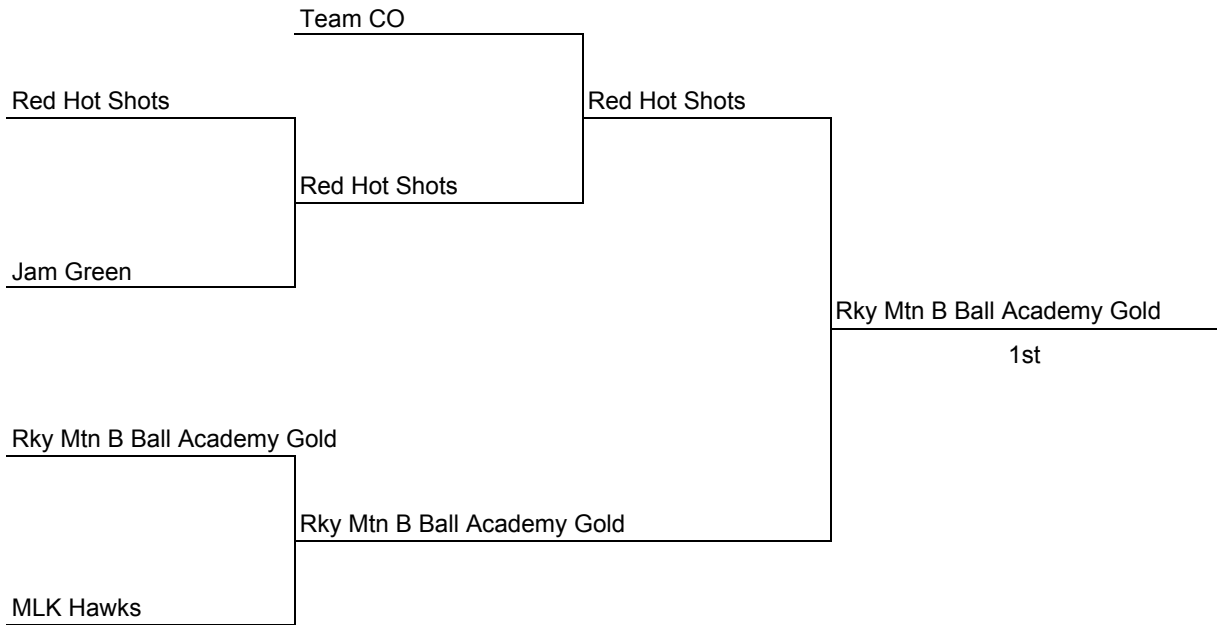 Team CO
Red Hot Shots
Red Hot Shots
Red Hot Shots
Jam Green
Rky Mtn B Ball Academy Gold
1st
Rky Mtn B Ball Academy Gold
Rky Mtn B Ball Academy Gold
MLK Hawks